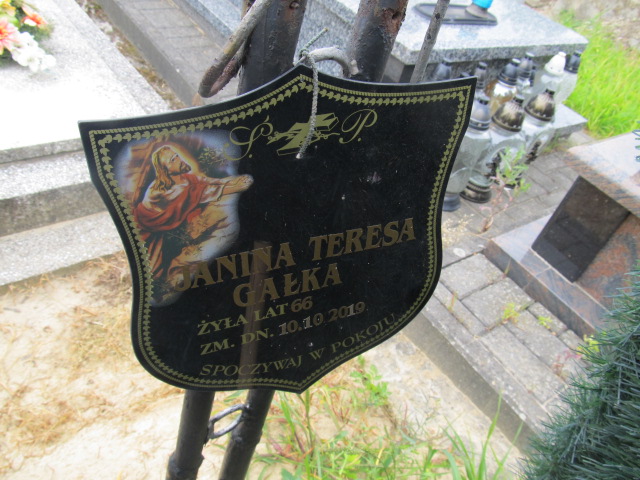 Ś. P.
JANINA TERESA
GAŁKA
ŻYŁA LAT 66
ZM. DN. 10.10 2019
SPOCZYWAJ W POKOJU